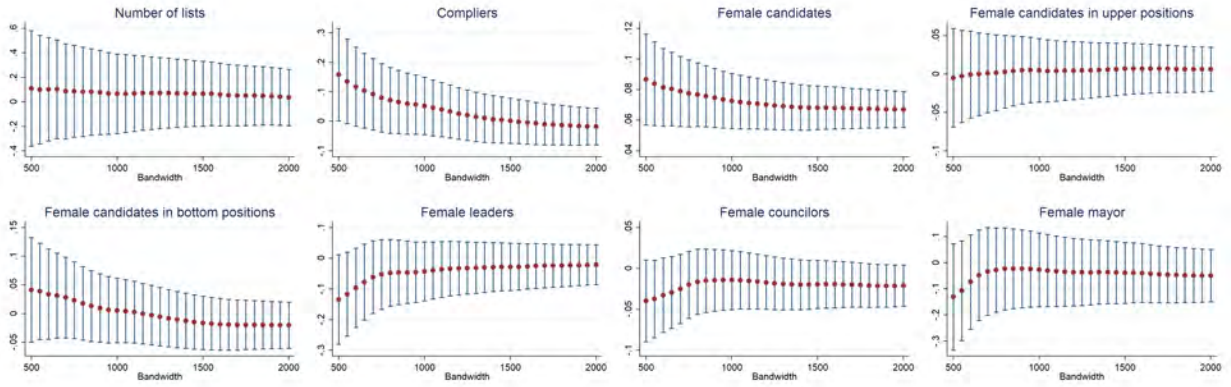 Number of lists
.6
.4
.2
0
-.2
-.4
500 1000 1500 2000
Bandwidth
Compliers
.3
.2
.1
0
-.1
500 1000 1500 2000
Bandwidth
Female candidates
.12
.1
.08
.06
.04
500 1000 1500 2000
Bandwidth
Female candidates in upper positions
.05
0
-.05
-.1
500 1000 1500 2000
Bandwidth
Female candidates in bottom positions
.15
.1
.05
0
-.05
500 1000 1500 2000
Bandwidth
Female leaders
.1
0
-.1
-.2
-.3
500 1000 1500 2000
Bandwidth
Female councilors
.05
0
-.05
-.1
500 1000 1500 2000
Bandwidth
Female mayor
.1
0
-.1
-.2
-.3
500 1000 1500 2000
Bandwidth